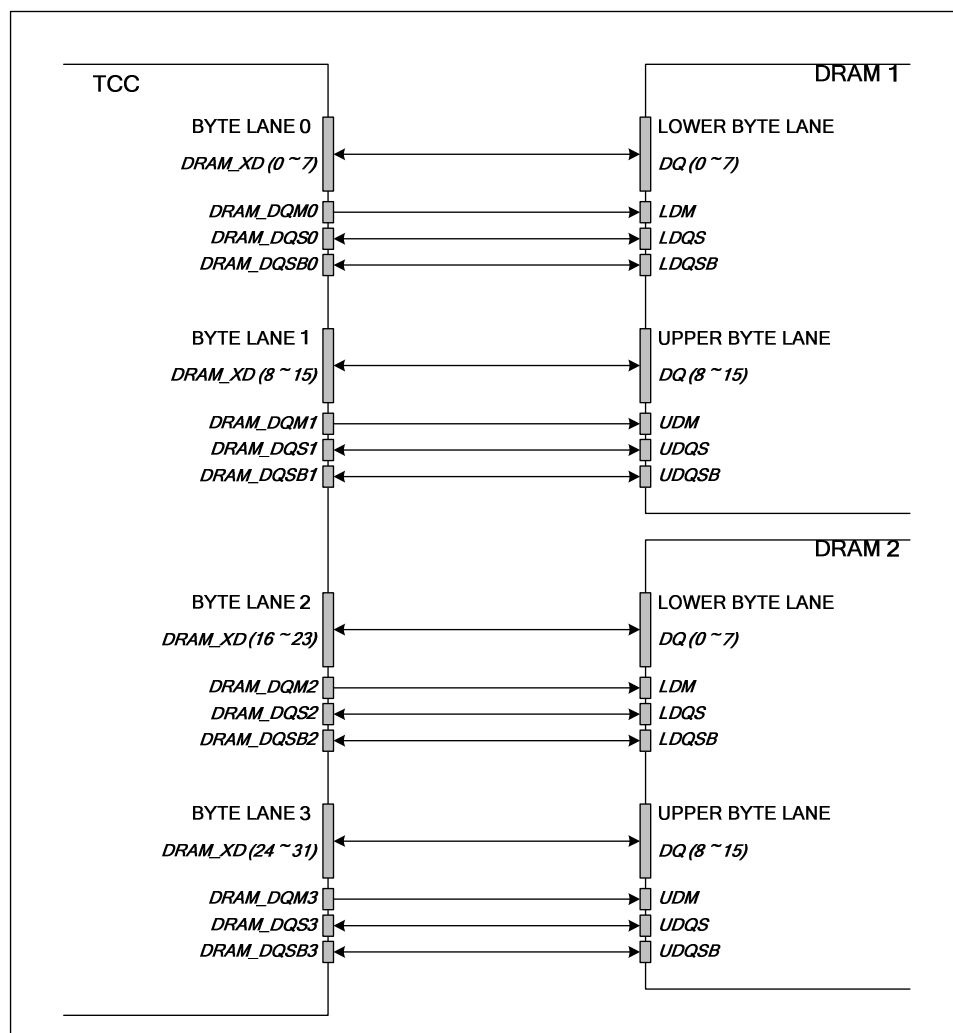 TCC
DRAM 1
BYTE LANE 0
LOWER BYTE LANE
DRAM_XD (0 ~ 7)
DQ (0 ~ 7)
DRAM_DQM0
LDM
DRAM_DQS0
LDQS
DRAM_DQSB0
LDQSB
BYTE LANE 1
UPPER BYTE LANE
DRAM_XD (8 ~ 15)
DQ (8 ~ 15)
DRAM_DQM1
UDM
DRAM_DQS1
UDQS
DRAM_DQSB1
UDQSB
DRAM 2
BYTE LANE 2
LOWER BYTE LANE
DRAM_XD (16 ~ 23)
DQ (0 ~ 7)
DRAM_DQM2
LDM
DRAM_DQS2
LDQS
DRAM_DQSB2
LDQSB
BYTE LANE 3
UPPER BYTE LANE
DRAM_XD (24 ~ 31)
DQ (8 ~ 15)
DRAM_DQM3
UDM
DRAM_DQS3
UDQS
DRAM_DQSB3
UDQSB